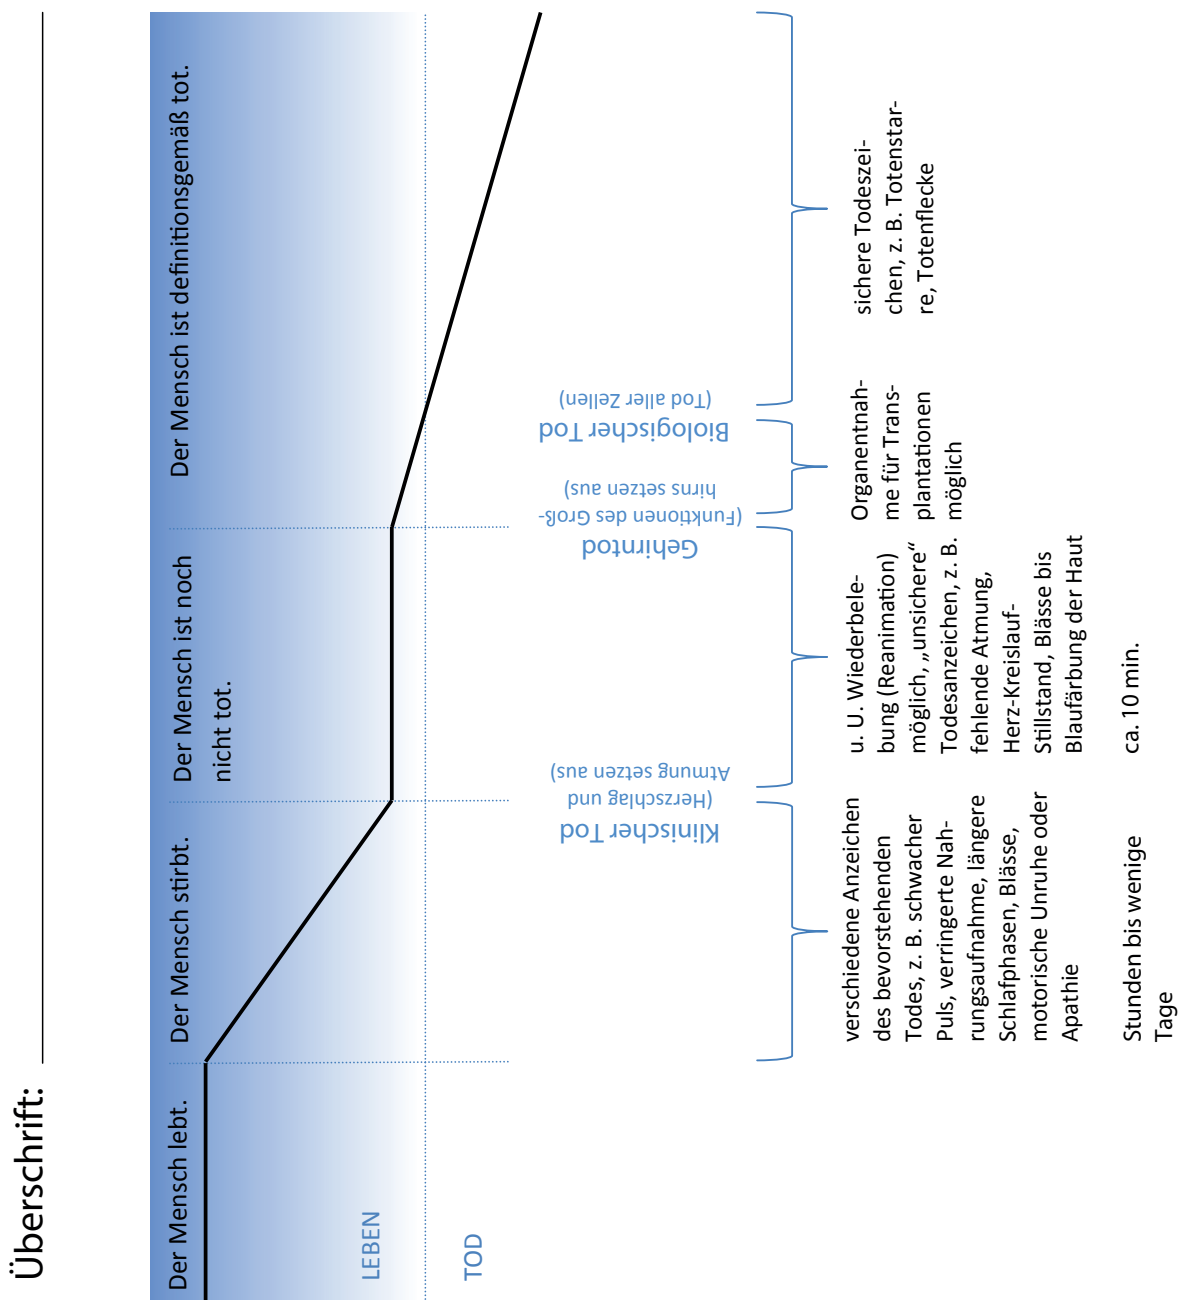 Überschrift:
Der Mensch lebt.
Der Mensch stirbt.
Der Mensch ist noch
nicht tot.
Der Mensch ist definitionsgemäß tot.
LEBEN
TOD
Klinischer Tod
(Herzschlag und
Atmung setzen aus)
Gehirntod
(Funktionen des Groß-
hirns setzen aus)
Biologischer Tod
(Tod aller Zellen)
verschiedene Anzeichen
des bevorstehenden
Todes, z. B. schwacher
Puls, verringerte Nah-
rungsaufnahme, längere
Schlafphasen, Blässe,
motorische Unruhe oder
Apathie
Stunden bis wenige
Tage
u. U. Wiederbele-
bung (Reanimation)
möglich, „unsichere“
Todesanzeichen, z. B.
fehlende Atmung,
Herz-Kreislauf-
Stillstand, Blässe bis
Blaufärbung der Haut
ca. 10 min.
Organentnah-
me für Trans-
plantationen
möglich
sichere Todeszei-
chen, z. B. Totenstar-
re, Totenflecke